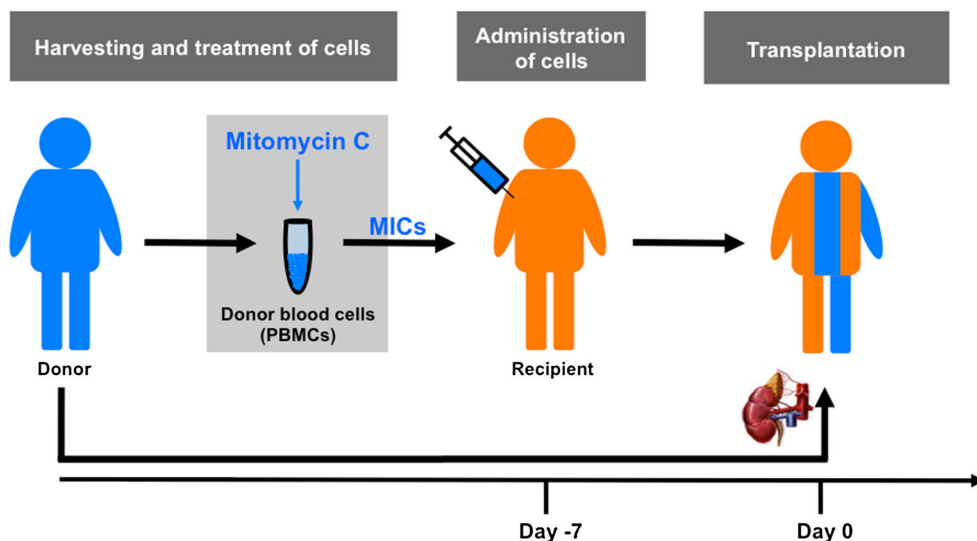 Harvesting and treatment of cells
Administration
of cells
Transplantation
Mitomycin C
MICs
Donor blood cells
(PBMCs)
Donor
Recipient
Day -7
Day 0